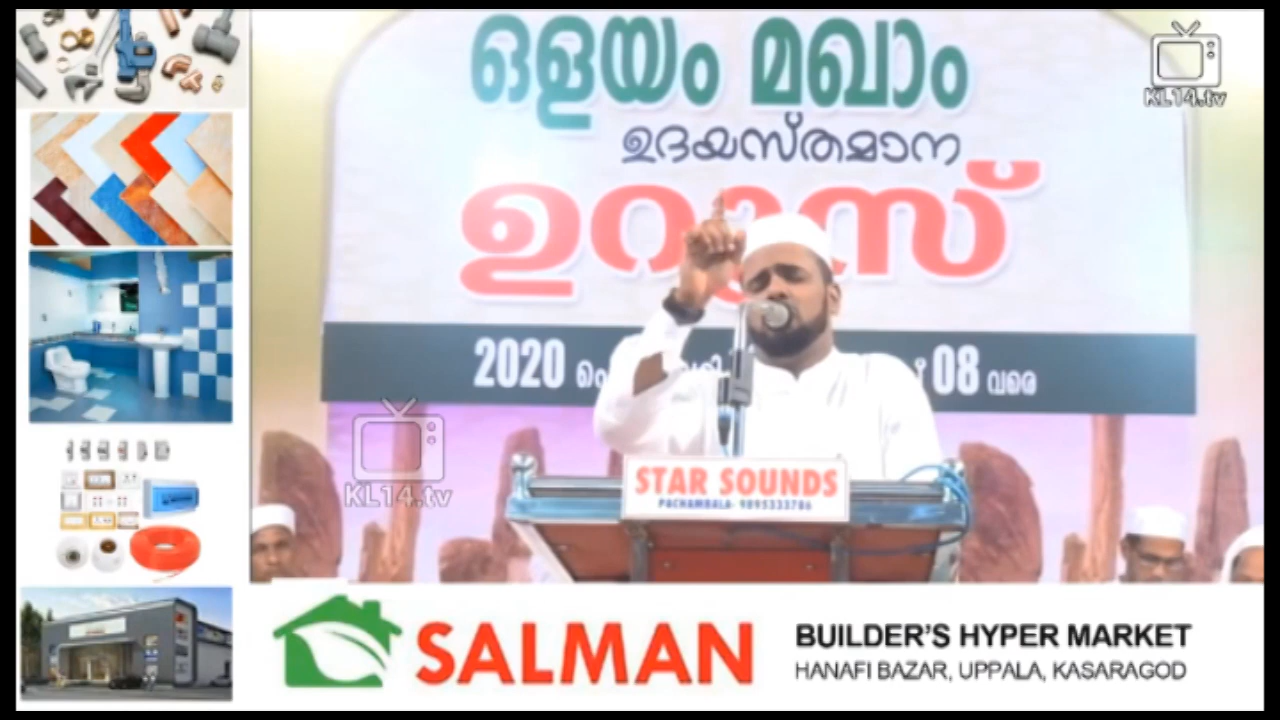 ഒളയം മഖാം
ഉദയസ്തമാന
ഉറൂസ്
2020
08 വരെ
KL14.tv
KL14.tv
STAR SOUNDS
PACHAMBALA- 9895333786
SALMAN
BUILDER'S HYPER MARKET
HANAFI BAZAR, UPPALA, KASARAGOD